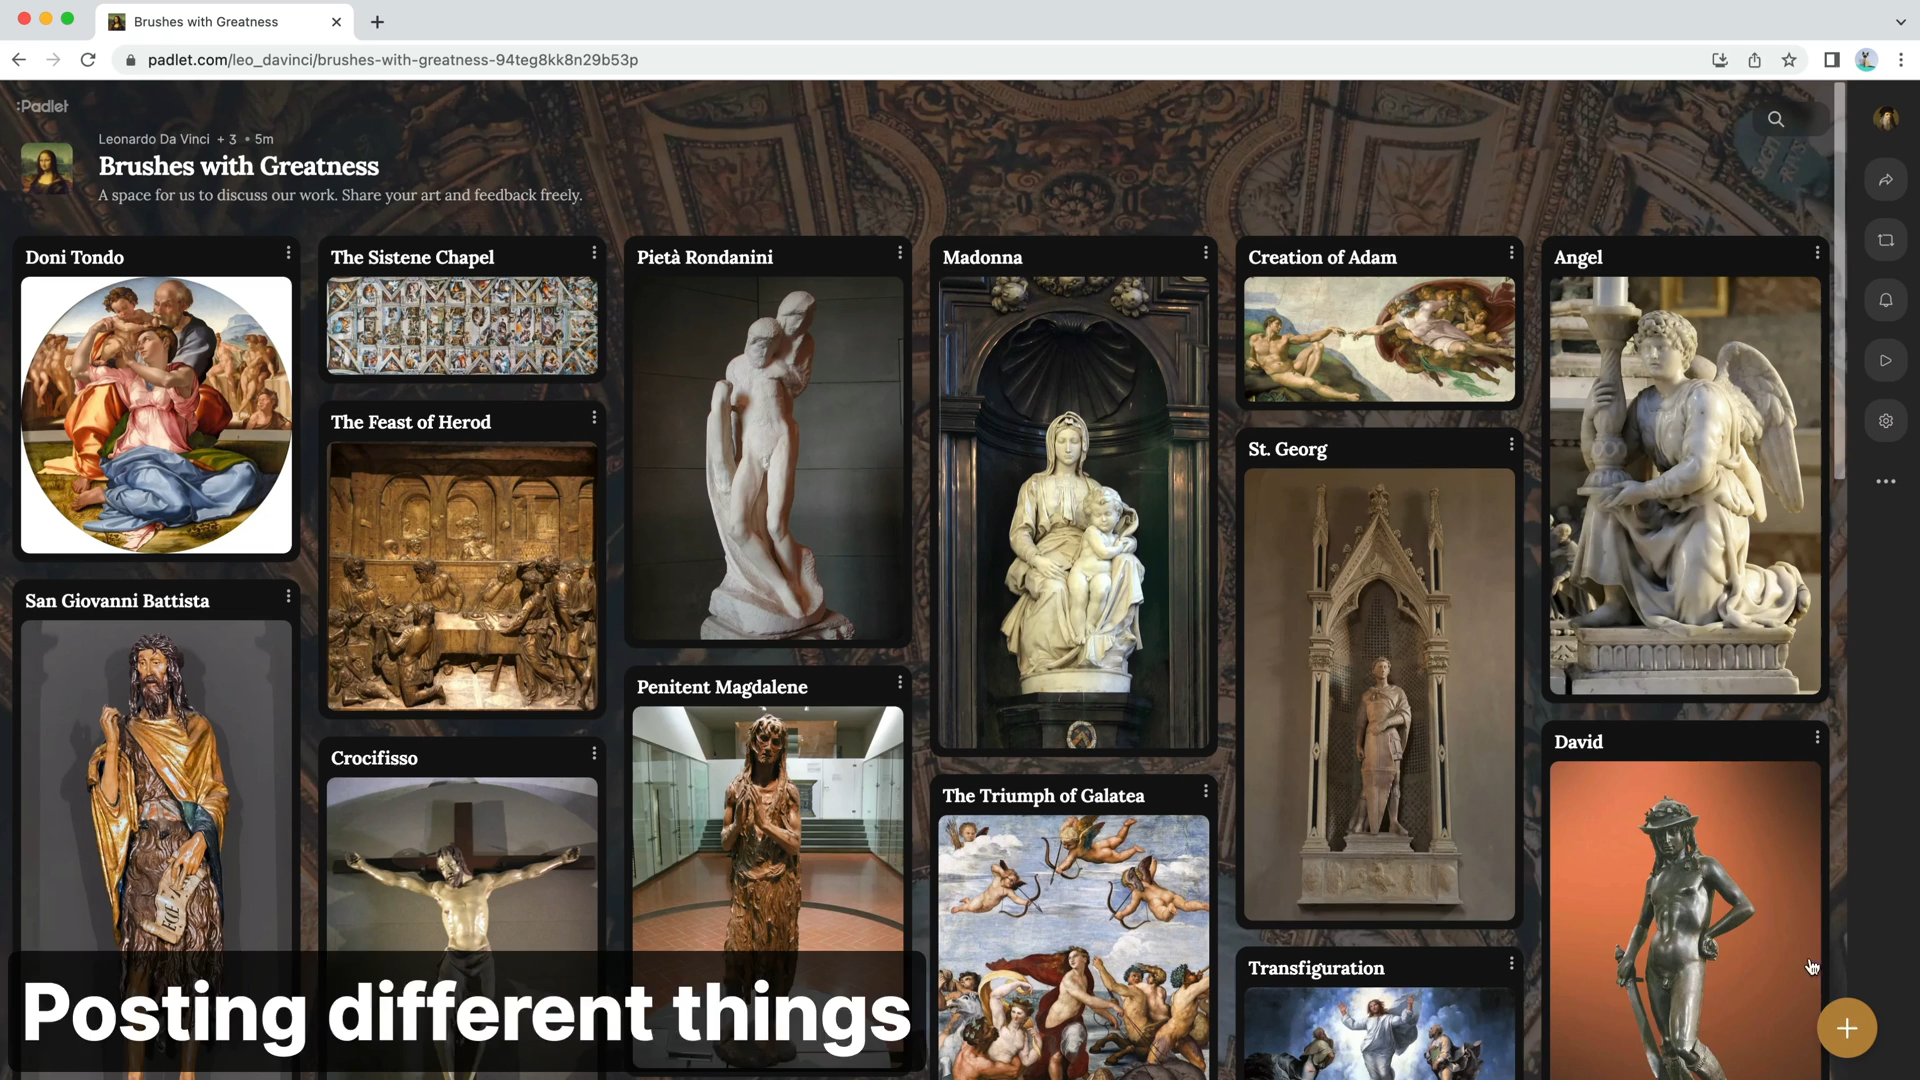 Brushes with Greatness
padlet.com/leo_davinci/brushes-with-greatness-94teg8kk8n29b53p
:Padlet
Leonardo Da Vinci + 3 • 5m
Brushes with Greatness
A space for us to discuss our work. Share your art and feedback freely.
Doni Tondo
The Sistene Chapel
Pietà Rondanini
Madonna
Creation of Adam
Angel
The Feast of Herod
St. Georg
San Giovanni Battista
Penitent Magdalene
David
Crocifisso
The Triumph of Galatea
Transfiguration
Posting different things